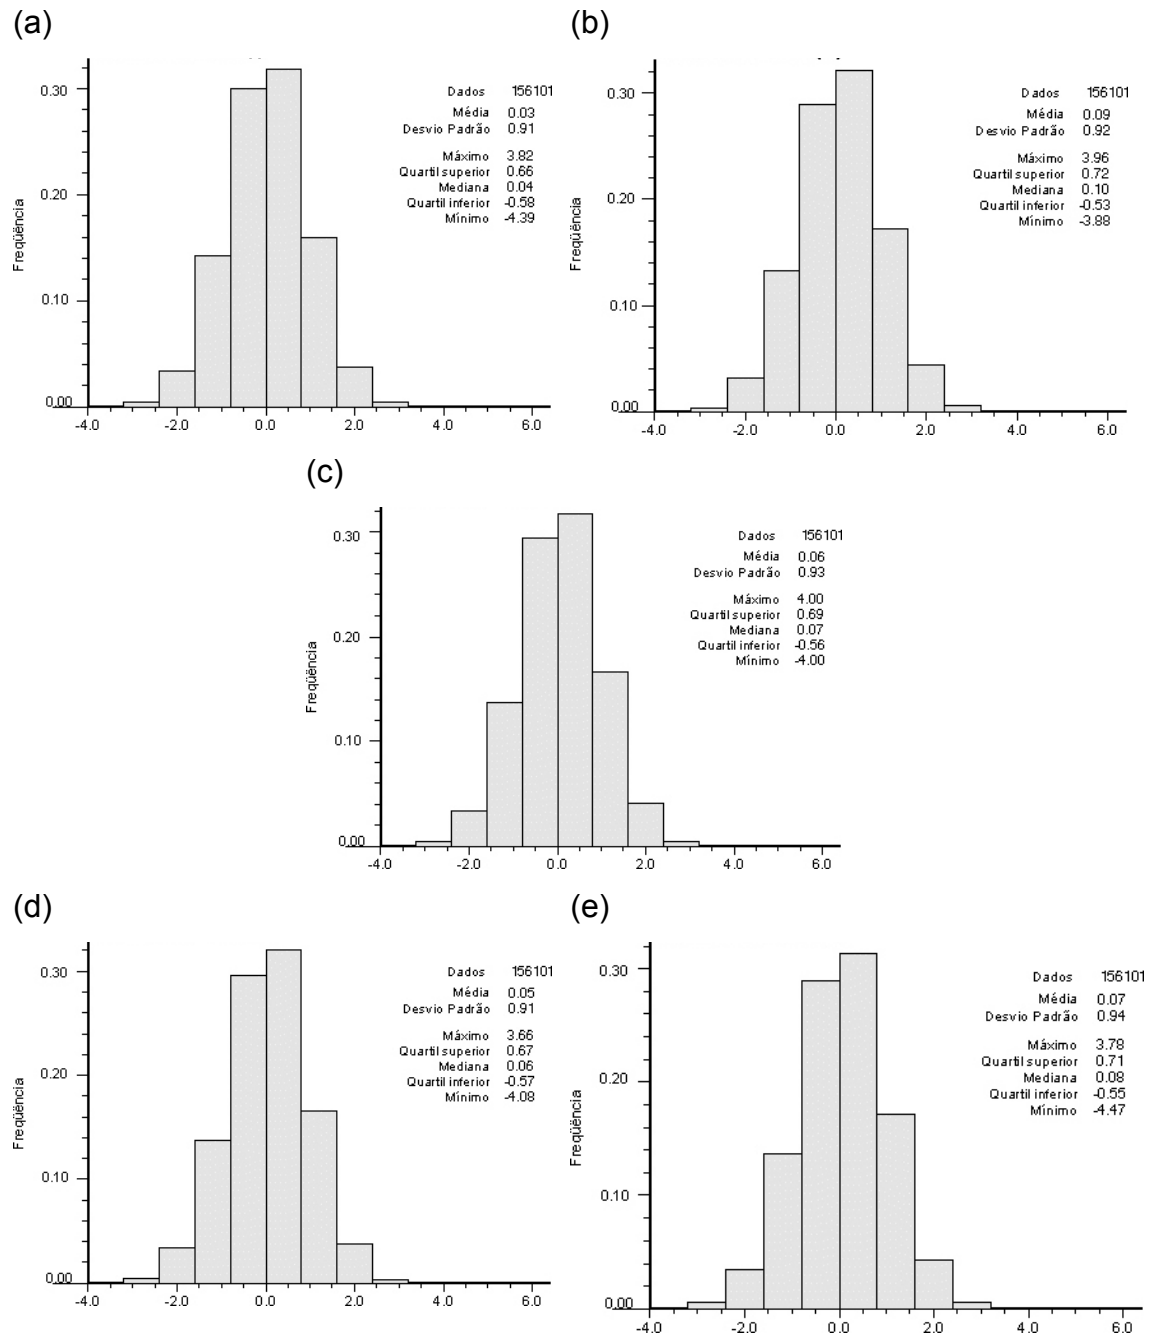 (a)
Freqüência
0.30
0.20
0.10
0.00
-4.0 -2.0 0.0 2.0 4.0 6.0
Dados 156101
Média 0.03
Desvio Padrão 0.91
Máximo 3.82
Quartil superior 0.66
Mediana 0.04
Quartil inferior -0.58
Mínimo -4.39
(b)
Freqüência
0.30
0.20
0.10
0.00
-4.0 -2.0 0.0 2.0 4.0 6.0
Dados 156101
Média 0.09
Desvio Padrão 0.92
Máximo 3.96
Quartil superior 0.72
Mediana 0.10
Quartil inferior -0.53
Mínimo -3.88
(c)
Freqüência
0.30
0.20
0.10
0.00
-4.0 -2.0 0.0 2.0 4.0 6.0
Dados 156101
Média 0.06
Desvio Padrão 0.93
Máximo 4.00
Quartil superior 0.69
Mediana 0.07
Quartil inferior -0.56
Mínimo -4.00
(d)
Freqüência
0.30
0.20
0.10
0.00
-4.0 -2.0 0.0 2.0 4.0 6.0
Dados 156101
Média 0.05
Desvio Padrão 0.91
Máximo 3.66
Quartil superior 0.67
Mediana 0.06
Quartil inferior -0.57
Mínimo -4.08
(e)
Freqüência
0.30
0.20
0.10
0.00
-4.0 -2.0 0.0 2.0 4.0 6.0
Dados 156101
Média 0.07
Desvio Padrão 0.94
Máximo 3.78
Quartil superior 0.71
Mediana 0.08
Quartil inferior -0.55
Mínimo -4.47